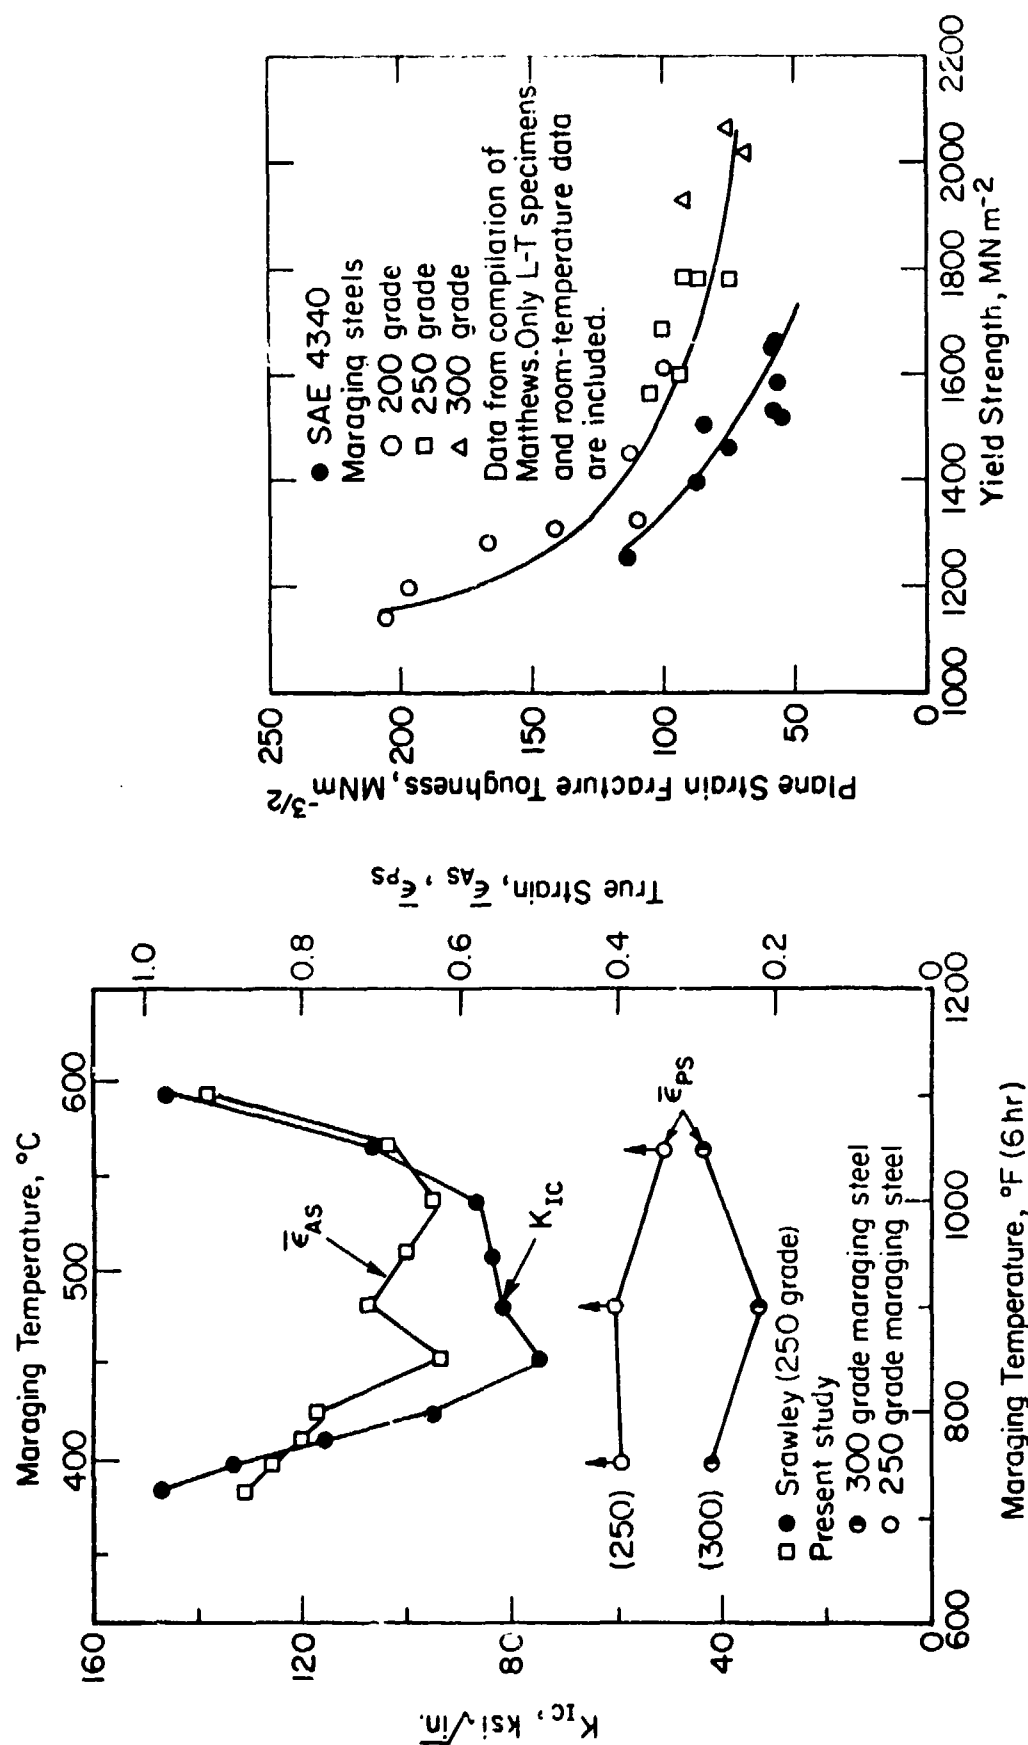 Maraging Temperature, °C
400
500
600
160
120
80
40
0
K_IC, ksi√in.
1.0
0.8
0.6
0.4
0.2
0
True Strain, ε̄_AS, ε̄_PS
ε̄_AS
K_IC
ε̄_PS
(250)
(300)
□ ● Srawley (250 grade)
Present study
◒ 300 grade maraging steel
○ 250 grade maraging steel
600
800
1000
1200
Maraging Temperature, °F (6 hr)
250
200
150
100
50
0
Plane Strain Fracture Toughness, MNm^-3/2
● SAE 4340
Maraging steels
○ 200 grade
□ 250 grade
△ 300 grade
Data from compilation of
Matthews. Only L-T specimens
and room-temperature data
are included.
1000
1200
1400
1600
1800
2000
2200
Yield Strength, MN m^-2